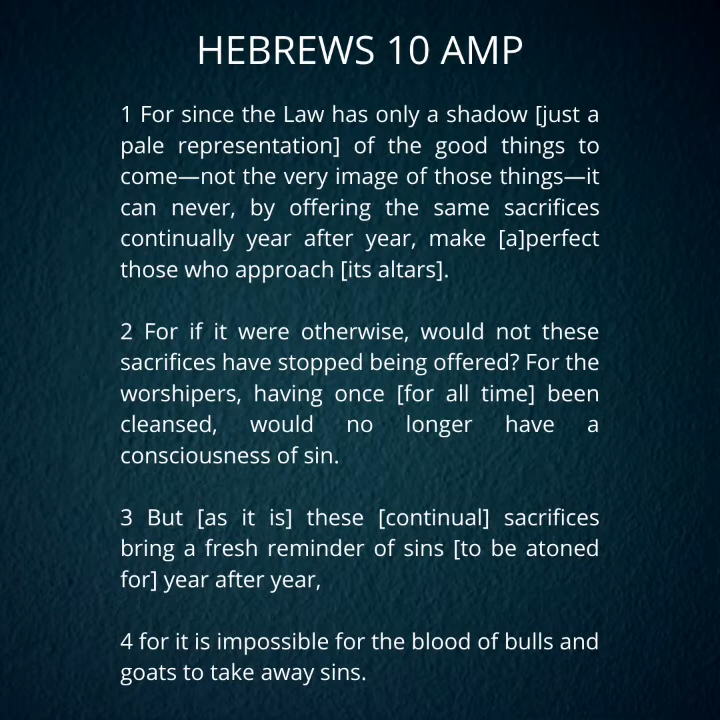 HEBREWS 10 AMP
1 For since the Law has only a shadow [just a
pale representation] of the good things to
come—not the very image of those things—it
can never, by offering the same sacrifices
continually year after year, make [a]perfect
those who approach [its altars].
2 For if it were otherwise, would not these
sacrifices have stopped being offered? For the
worshipers, having once [for all time] been
cleansed, would no longer have a
consciousness of sin.
3 But [as it is] these [continual] sacrifices
bring a fresh reminder of sins [to be atoned
for] year after year,
4 for it is impossible for the blood of bulls and
goats to take away sins.